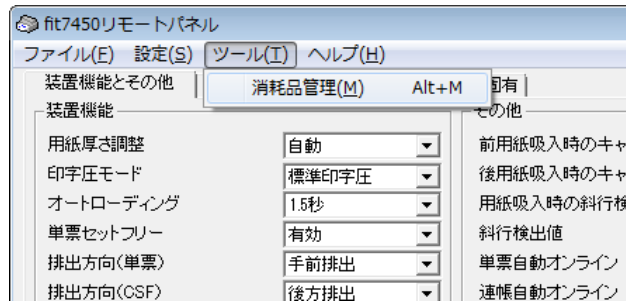 fit7450リモートパネル
ファイル(F) 設定(S) ツール(T) ヘルプ(H)
装置機能とその他
消耗品管理(M) Alt+M
固有
装置機能
その他
用紙厚さ調整 自動 前用紙吸入時のキャ
印字圧モード 標準印字圧 後用紙吸入時のキャ
オートローディング 1.5秒 用紙吸入時の斜行検
単票セットフリー 有効 斜行検出値
排出方向(単票) 手前排出 単票自動オンライン
排出方向(CSF) 後方排出 連帳自動オンライン